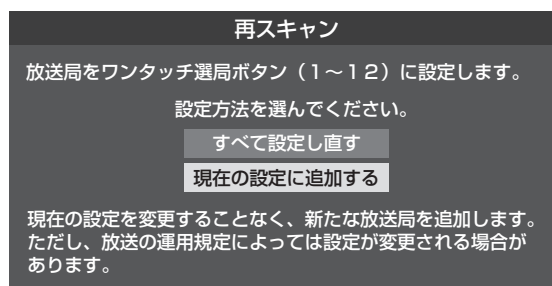 再スキャン
放送局をワンタッチ選局ボタン（１～１２）に設定します。
設定方法を選んでください。
すべて設定し直す
現在の設定に追加する
現在の設定を変更することなく、新たな放送局を追加します。
ただし、放送の運用規定によっては設定が変更される場合が
あります。